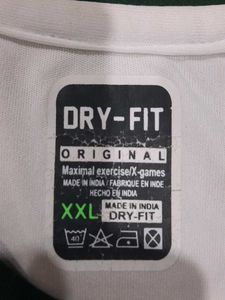 DRY-FIT
ORIGINAL
Maximal exercise/X-games
MADE IN INDIA / FABRIQUE EN INDE
HECHO EN INDIA
XXL MADE IN INDIA
DRY-FIT
40